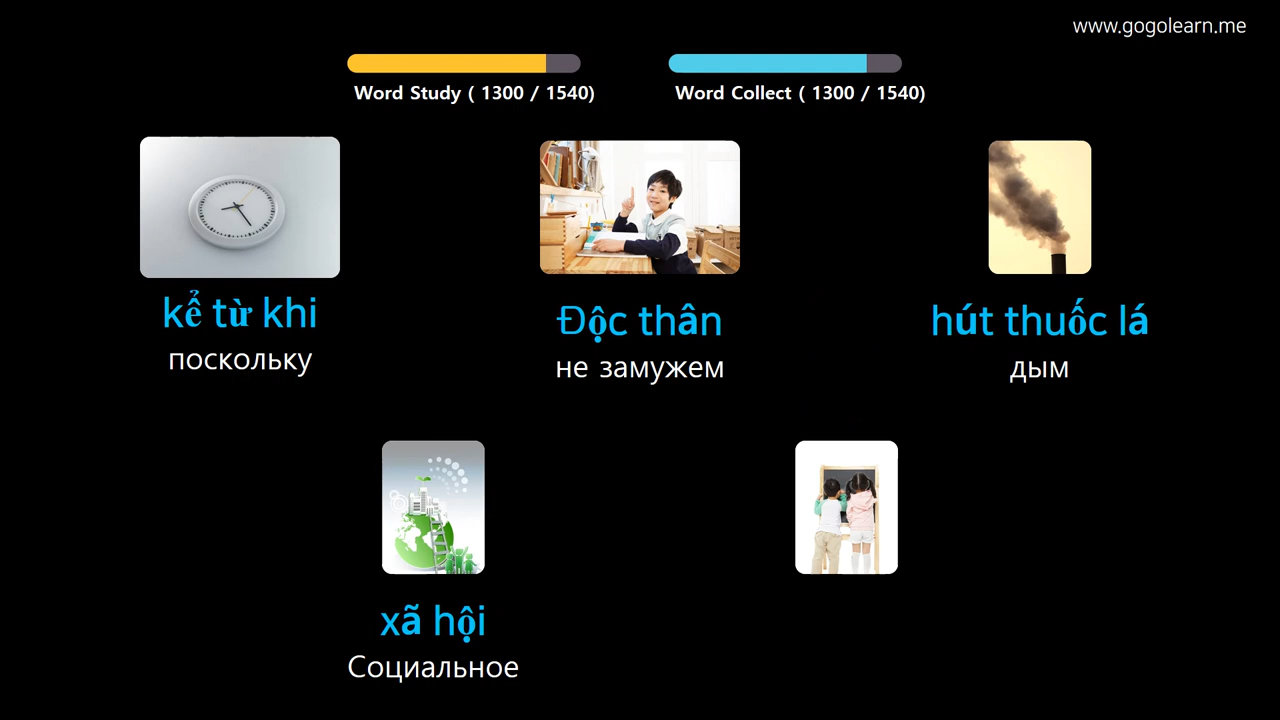 www.gogolearn.me
Word Study ( 1300 / 1540)
Word Collect ( 1300 / 1540)
kể từ khi
поскольку
Độc thân
не замужем
hút thuốc lá
дым
xã hội
Социальное